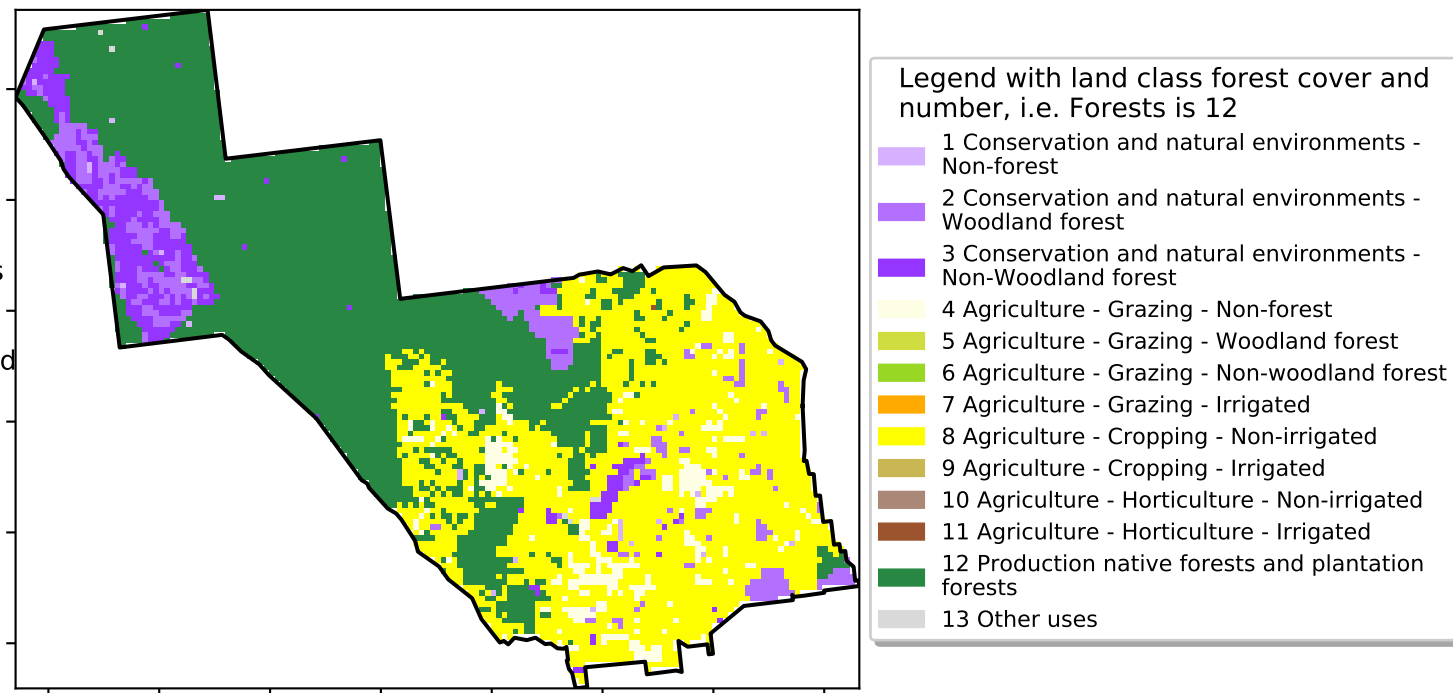 s
d
Legend with land class forest cover and
number, i.e. Forests is 12
1 Conservation and natural environments -
Non-forest
2 Conservation and natural environments -
Woodland forest
3 Conservation and natural environments -
Non-Woodland forest
4 Agriculture - Grazing - Non-forest
5 Agriculture - Grazing - Woodland forest
6 Agriculture - Grazing - Non-woodland forest
7 Agriculture - Grazing - Irrigated
8 Agriculture - Cropping - Non-irrigated
9 Agriculture - Cropping - Irrigated
10 Agriculture - Horticulture - Non-irrigated
11 Agriculture - Horticulture - Irrigated
12 Production native forests and plantation
forests
13 Other uses